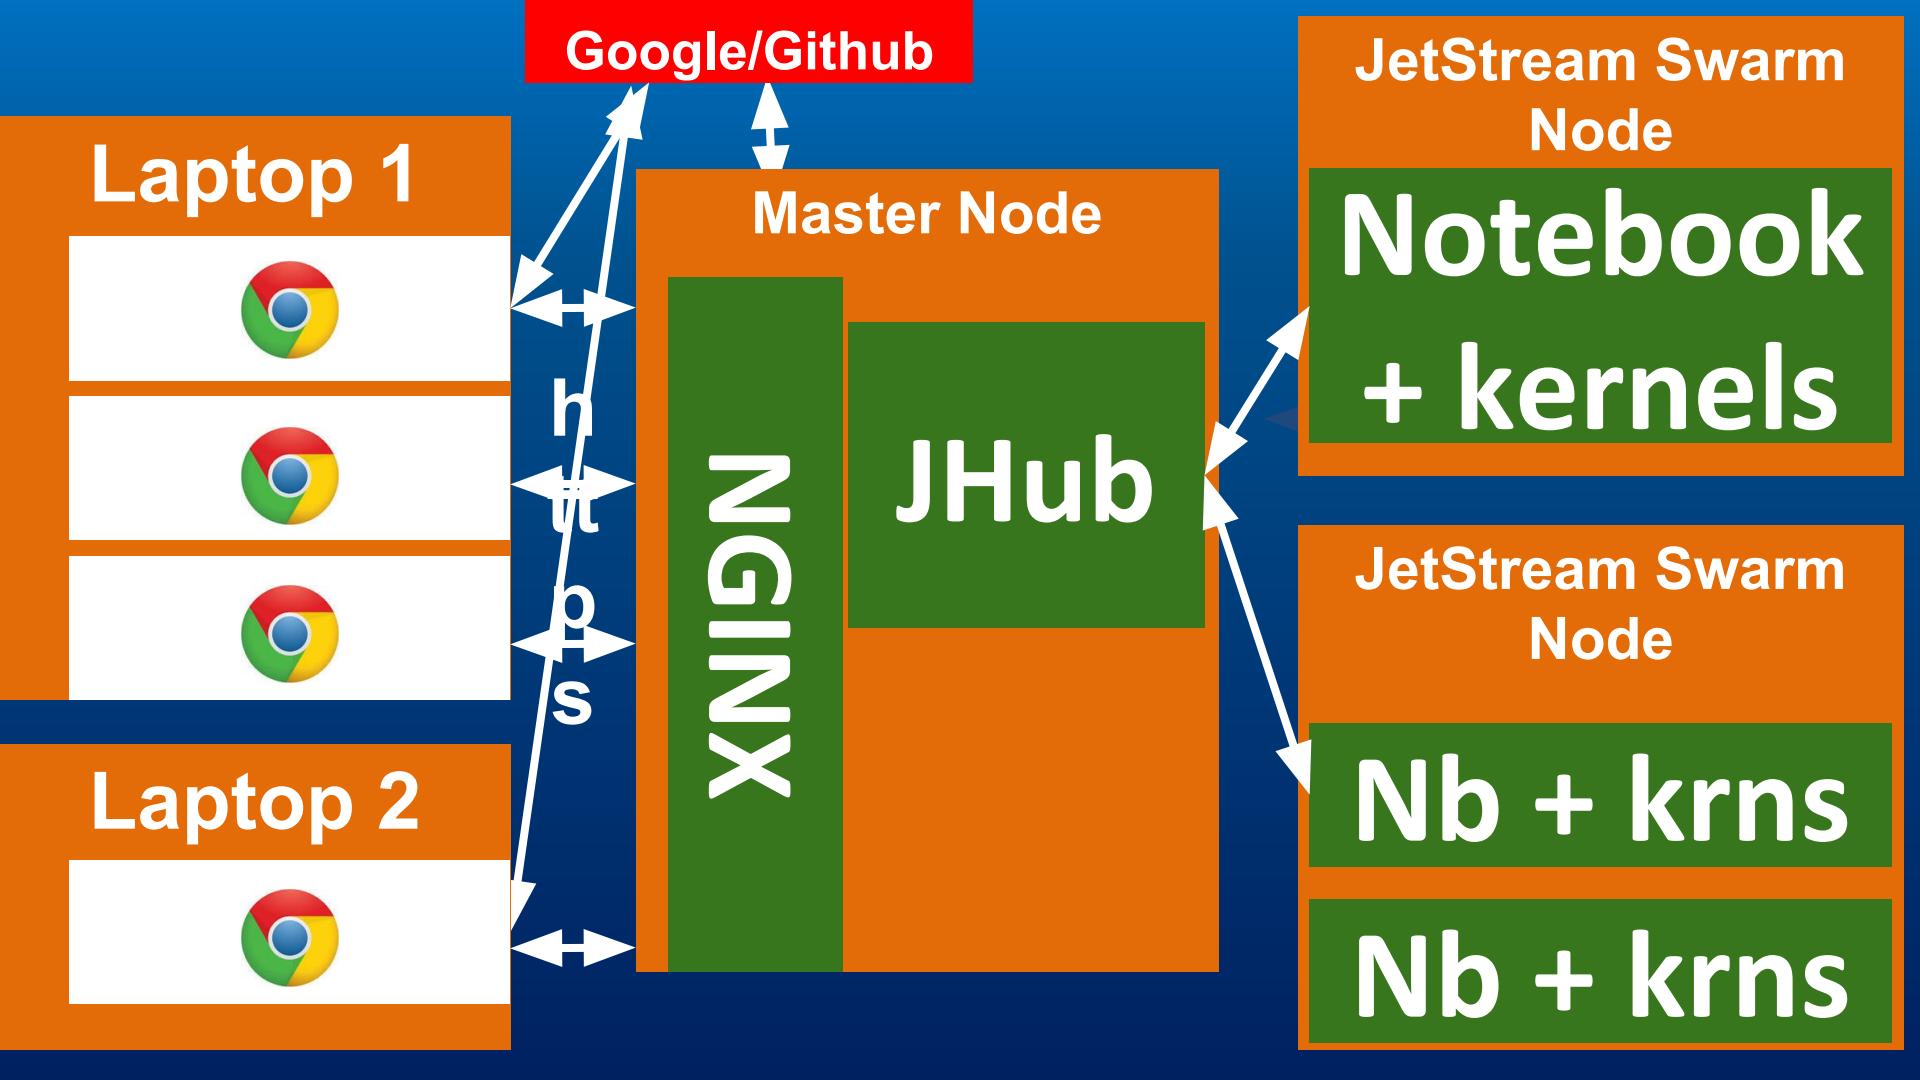 Google/Github
Laptop 1
h
tt
p
s
Laptop 2
Master Node
NGINX
JHub
JetStream Swarm
Node
Notebook
+ kernels
JetStream Swarm
Node
Nb + krns
Nb + krns